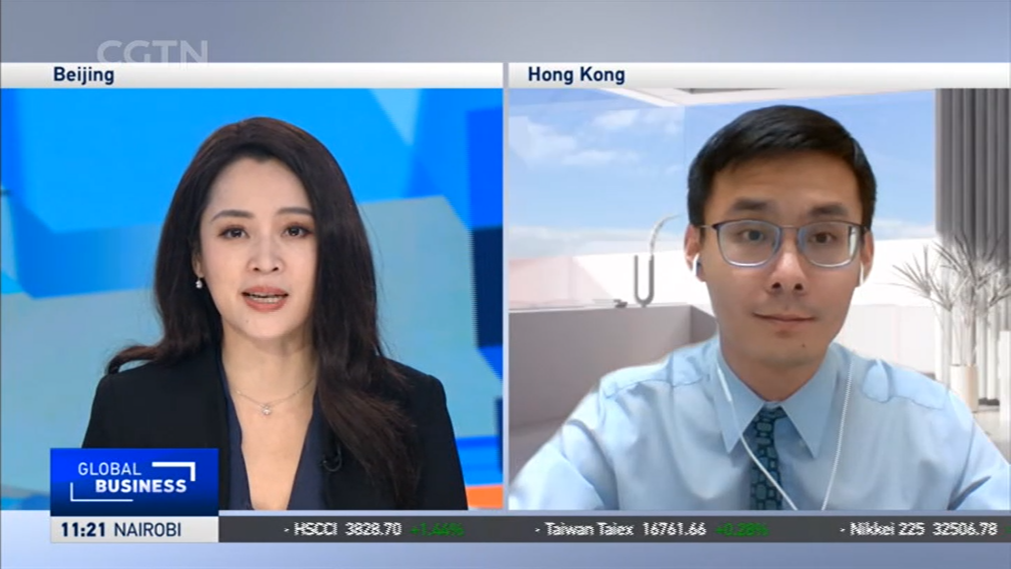 CGTN
Beijing
Hong Kong
GLOBAL
BUSINESS
11:21 NAIROBI - HSCCI 3828.70 +1.44% - Taiwan Taiex 16761.66 +0.28% - Nikkei 225 32506.78